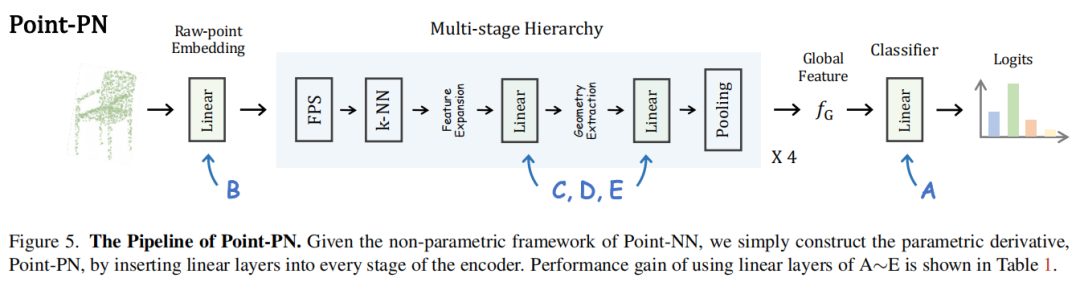 Point-PN
Raw-point
Embedding
Multi-stage Hierarchy
Global
Feature
Classifier
Logits
Linear
FPS
k-NN
Feature
Expansion
Linear
Geometry
Extraction
Linear
Pooling
X 4
fG
Linear
B
C, D, E
A
Figure 5. The Pipeline of Point-PN. Given the non-parametric framework of Point-NN, we simply construct the parametric derivative,
Point-PN, by inserting linear layers into every stage of the encoder. Performance gain of using linear layers of A∼E is shown in Table 1.